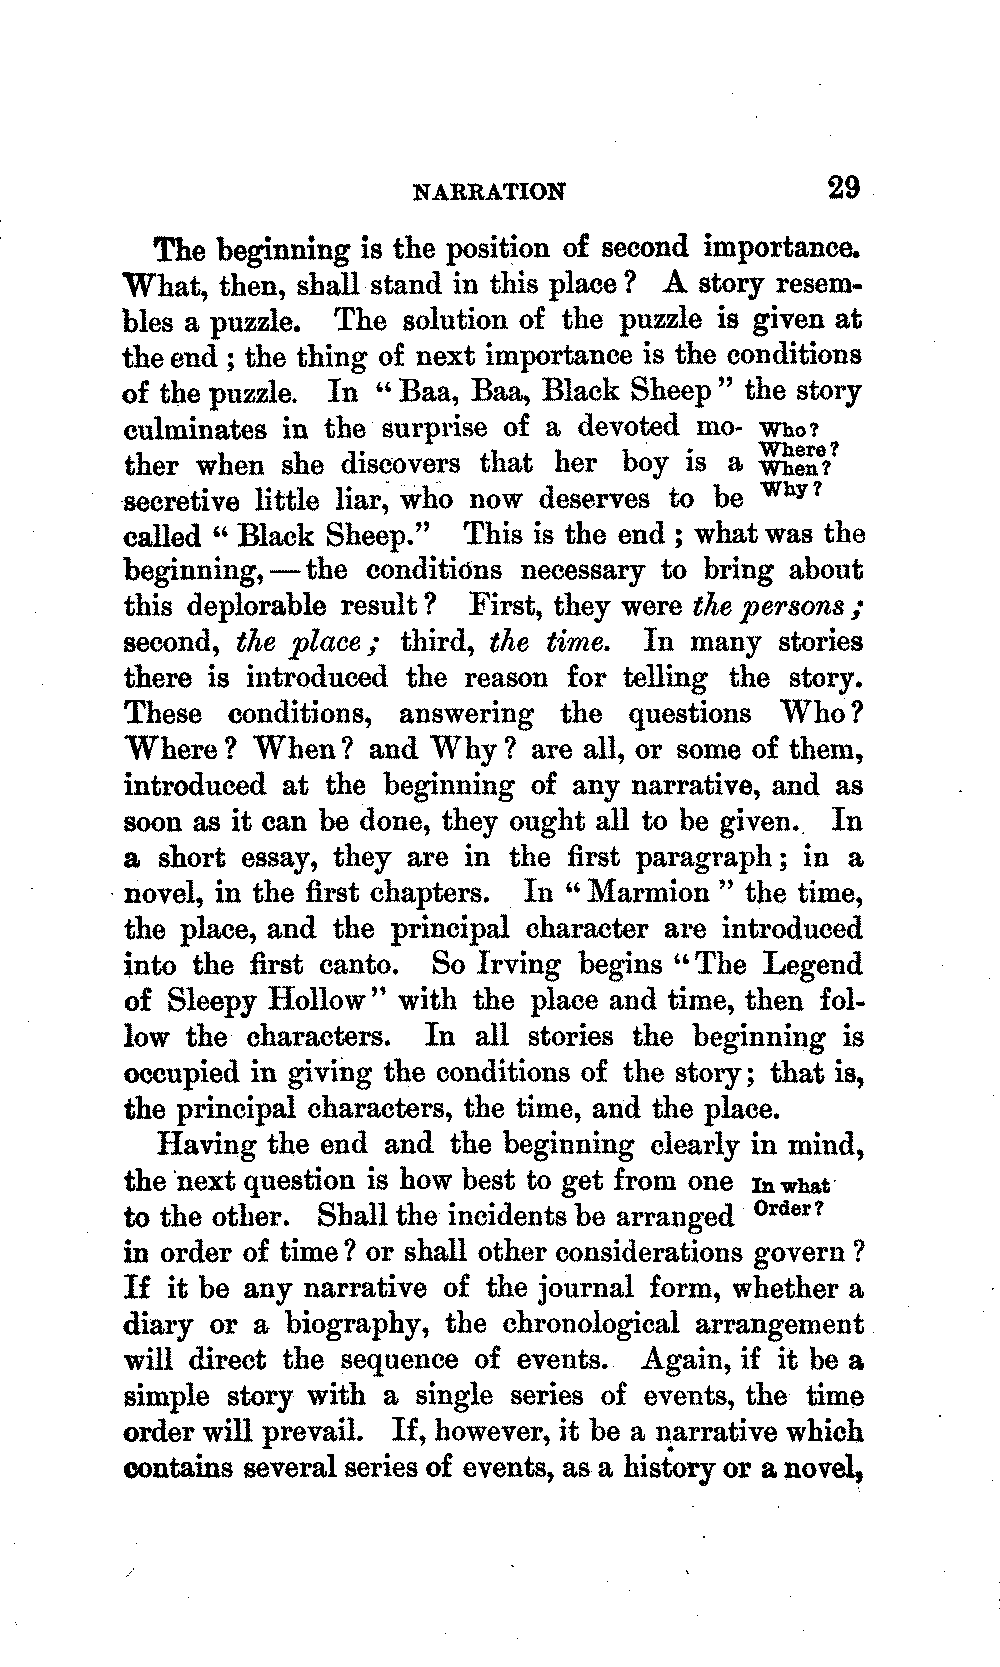 NARRATION 29
The beginning is the position of second importance.
What, then, shall stand in this place? A story resem-
bles a puzzle. The solution of the puzzle is given at
the end; the thing of next importance is the conditions
of the puzzle. In "Baa, Baa, Black Sheep" the story
culminates in the surprise of a devoted mo- Who?
ther when she discovers that her boy is a Where?
When?
secretive little liar, who now deserves to be Why?
called "Black Sheep." This is the end; what was the
beginning,—the conditions necessary to bring about
this deplorable result? First, they were the persons;
second, the place; third, the time. In many stories
there is introduced the reason for telling the story.
These conditions, answering the questions Who?
Where? When? and Why? are all, or some of them,
introduced at the beginning of any narrative, and as
soon as it can be done, they ought all to be given. In
a short essay, they are in the first paragraph; in a
novel, in the first chapters. In "Marmion" the time,
the place, and the principal character are introduced
into the first canto. So Irving begins "The Legend
of Sleepy Hollow" with the place and time, then fol-
low the characters. In all stories the beginning is
occupied in giving the conditions of the story; that is,
the principal characters, the time, and the place.
Having the end and the beginning clearly in mind,
the next question is how best to get from one In what
to the other. Shall the incidents be arranged Order?
in order of time? or shall other considerations govern?
If it be any narrative of the journal form, whether a
diary or a biography, the chronological arrangement
will direct the sequence of events. Again, if it be a
simple story with a single series of events, the time
order will prevail. If, however, it be a narrative which
contains several series of events, as a history or a novel,